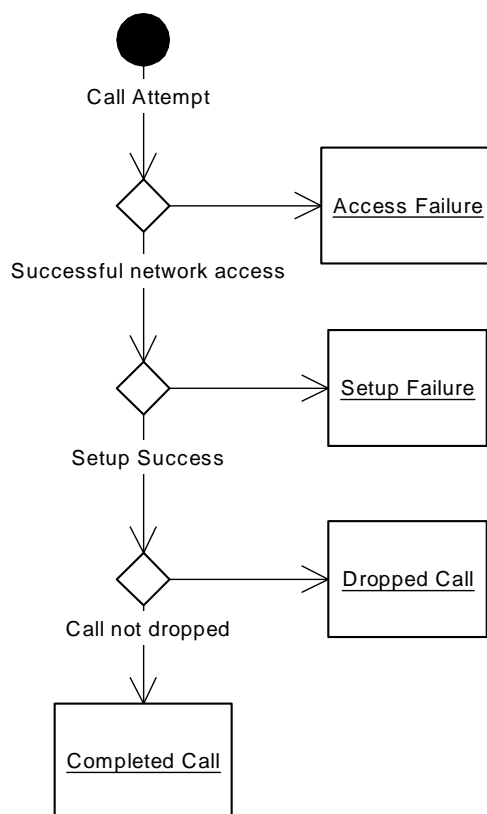 Call Attempt
Access Failure
Successful network access
Setup Failure
Setup Success
Dropped Call
Call not dropped
Completed Call